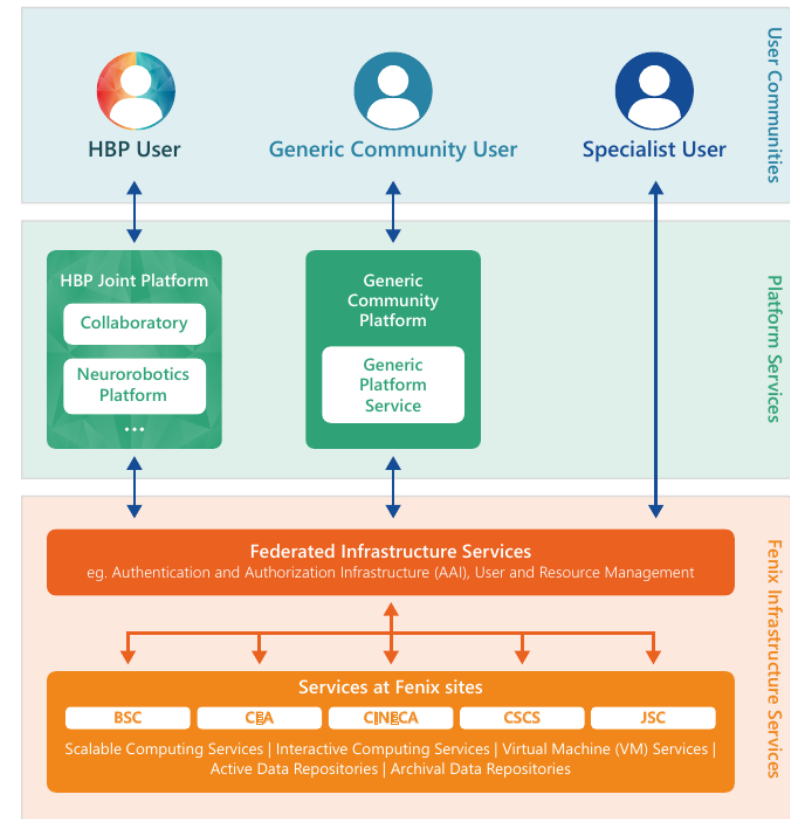 User Communities
HBP User
Generic Community User
Specialist User
Platform Services
HBP Joint Platform
Collaboratory
Neurorobotics
Platform
...
Generic
Community
Platform
Generic
Platform
Service
Fenix Infrastructure Services
Federated Infrastructure Services
eg. Authentication and Authorization Infrastructure (AAI), User and Resource Management
Services at Fenix sites
BSC
CEA
CINECA
CSCS
JSC
Scalable Computing Services | Interactive Computing Services | Virtual Machine (VM) Services |
Active Data Repositories | Archival Data Repositories